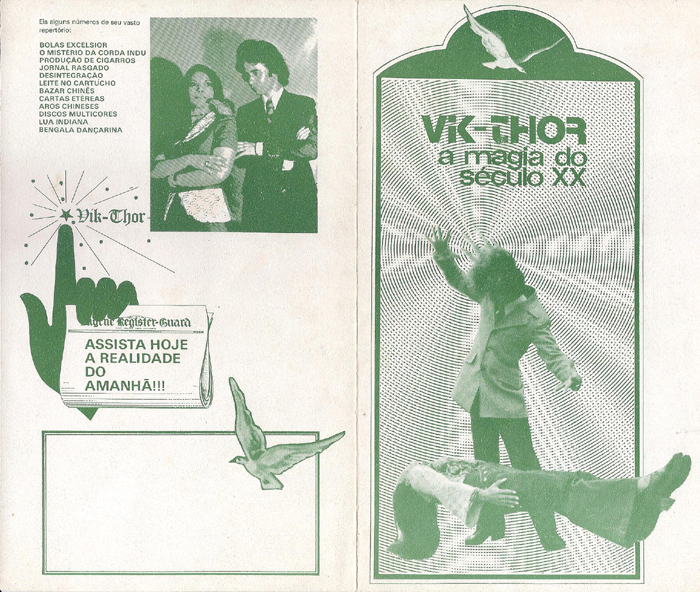 Eis alguns números de seu vasto
repertório:
BOLAS EXCELSIOR
O MISTÉRIO DA CORDA INDU
PRODUÇÃO DE CIGARROS
JORNAL RASGADO
DESINTEGRAÇÃO
LEITE NO CARTUCHO
BAZAR CHINÊS
CARTAS ETÉREAS
AROS CHINESES
DISCOS MULTICORES
LUA INDIANA
BENGALA DANÇARINA
Vik-Thor
Register-Guard
ASSISTA HOJE
A REALIDADE
DO
AMANHÃ!!!
ViK-THOR
a magia do
século XX